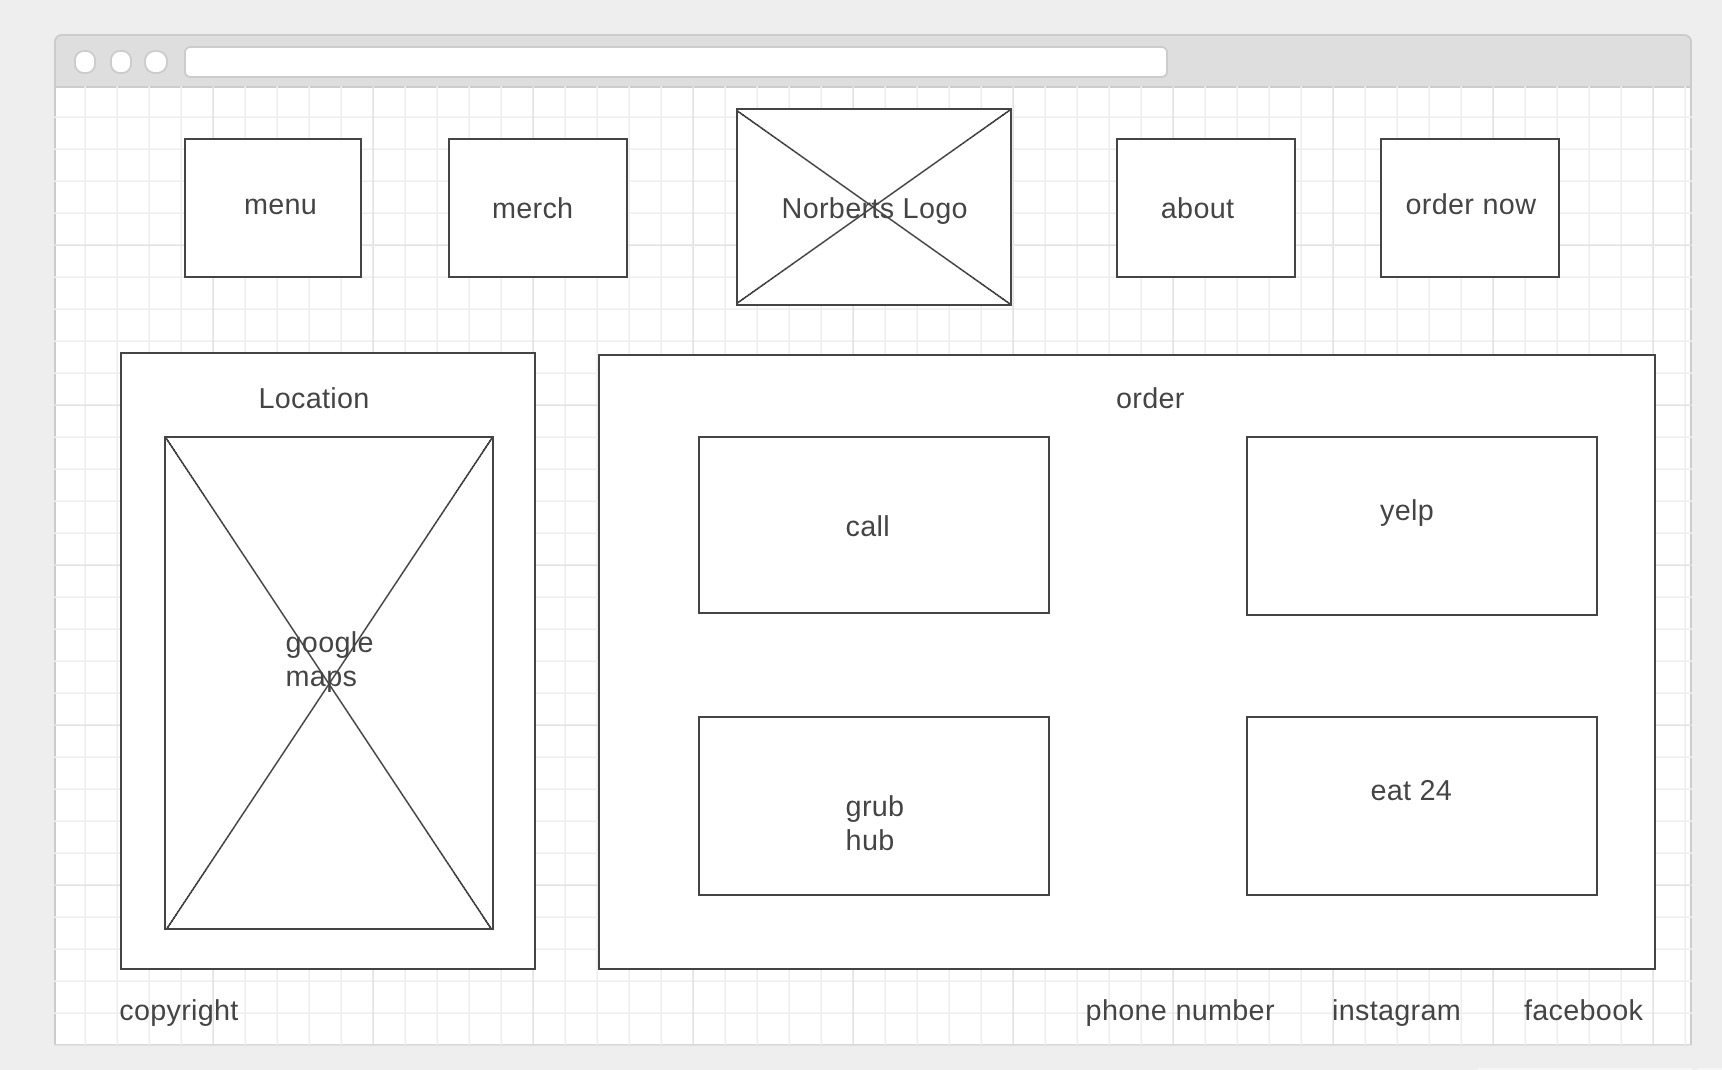 menu
merch
Norberts Logo
about
order now
Location
google
maps
order
call
yelp
grub
hub
eat 24
copyright
phone number
instagram
facebook